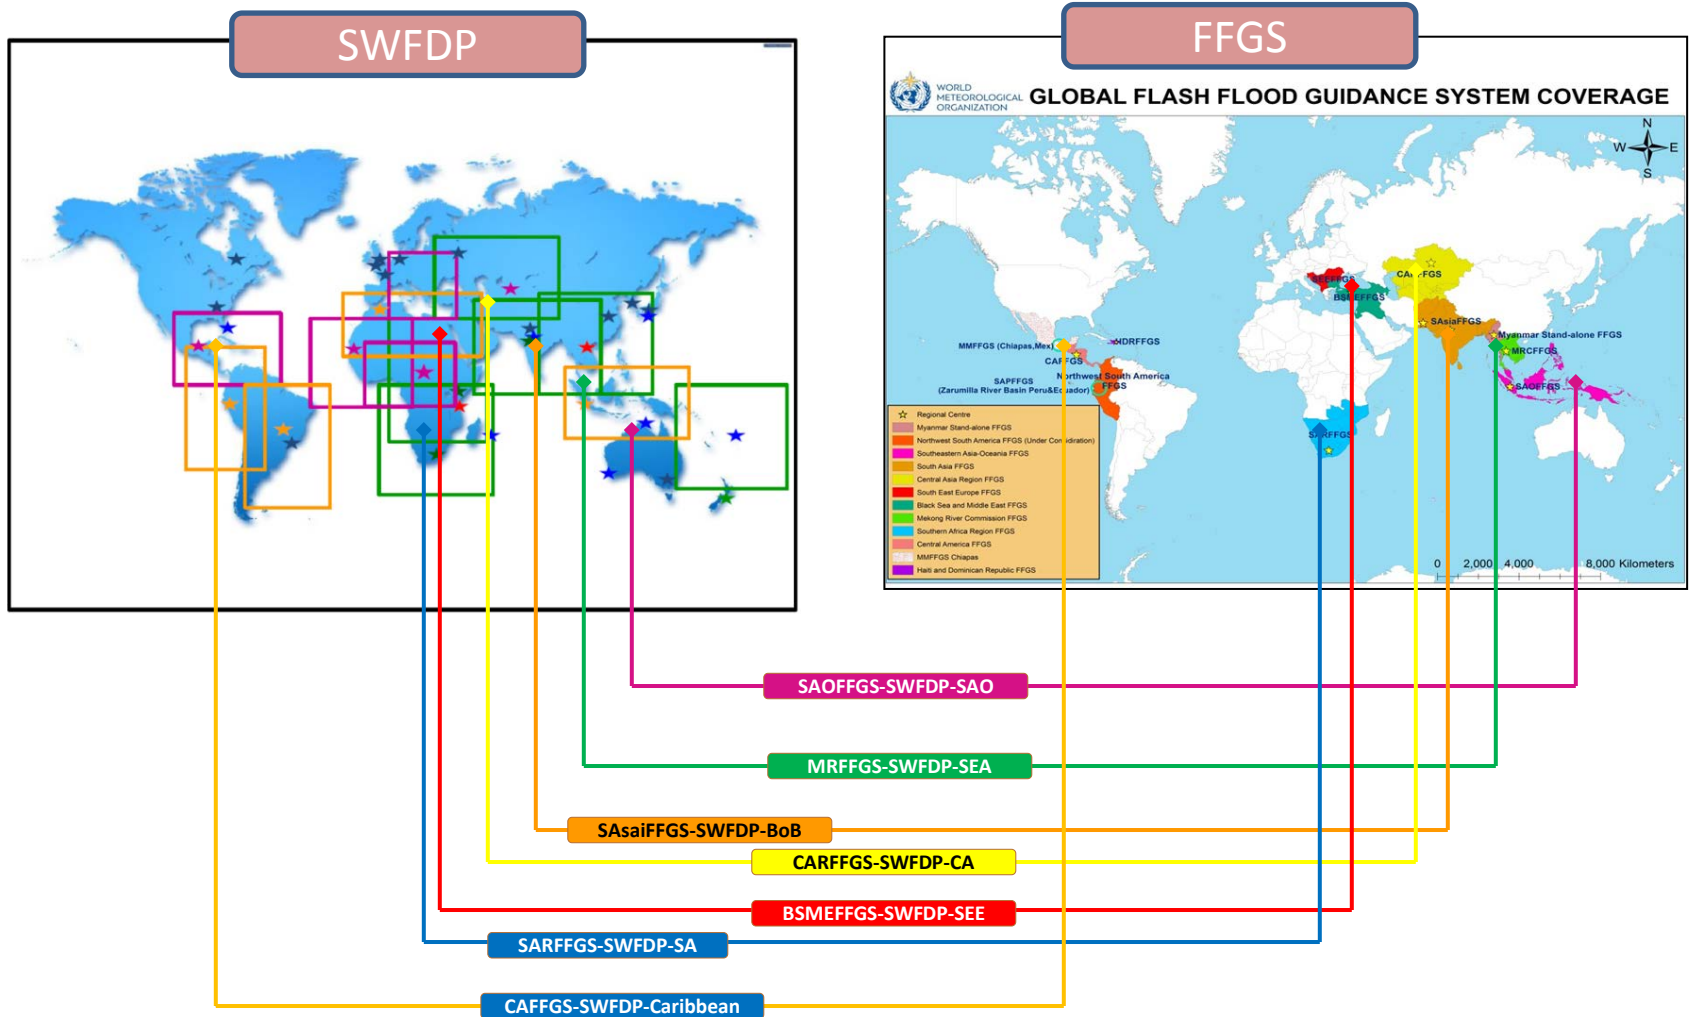 SWFDP
FFGS
WORLD
METEOROLOGICAL
ORGANIZATION
GLOBAL FLASH FLOOD GUIDANCE SYSTEM COVERAGE
N
W
E
S
SEEFFGS
BSMEFFGS
SAsiaFFGS
Myanmar Stand-alone FFGS
MRCFFGS
SAOFFGS
MMFFGS (Chiapas,Mex)
HDRFFGS
CAFFGS
Northwest South America
FFGS
SAPFFGS
(Zarumilla River Basin Peru&Ecuador)
Regional Centre
Myanmar Stand-alone FFGS
Northwest South America FFGS (Under Considiration)
Southeastern Asia-Oceania FFGS
South Asia FFGS
Central Asia Region FFGS
South East Europe FFGS
Black Sea and Middle East FFGS
Mekong River Commission FFGS
Southern Africa Region FFGS
Central America FFGS
MMFFGS Chiapas
Haiti and Dominican Republic FFGS
0 2,000 4,000 8,000 Kilometers
SAOFFGS-SWFDP-SAO
MRFFGS-SWFDP-SEA
SAsaiFFGS-SWFDP-BoB
CARFFGS-SWFDP-CA
BSMEFFGS-SWFDP-SEE
SARFFGS-SWFDP-SA
CAFFGS-SWFDP-Caribbean